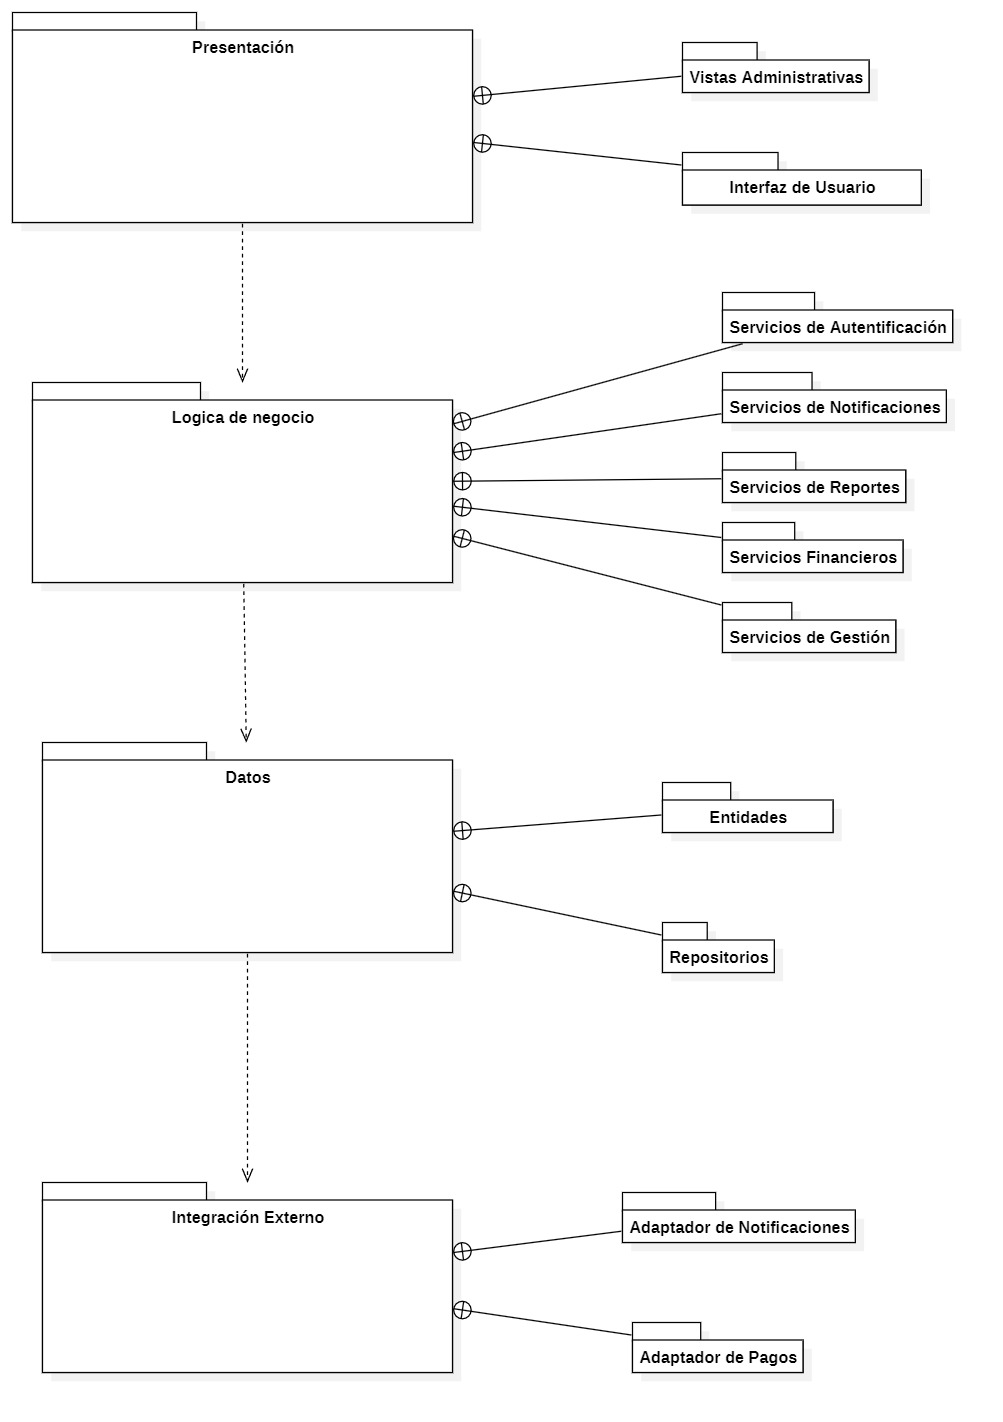 Presentación
Vistas Administrativas
Interfaz de Usuario
Servicios de Autentificación
Logica de negocio
Servicios de Notificaciones
Servicios de Reportes
Servicios Financieros
Servicios de Gestión
Datos
Entidades
Repositorios
Integración Externo
Adaptador de Notificaciones
Adaptador de Pagos